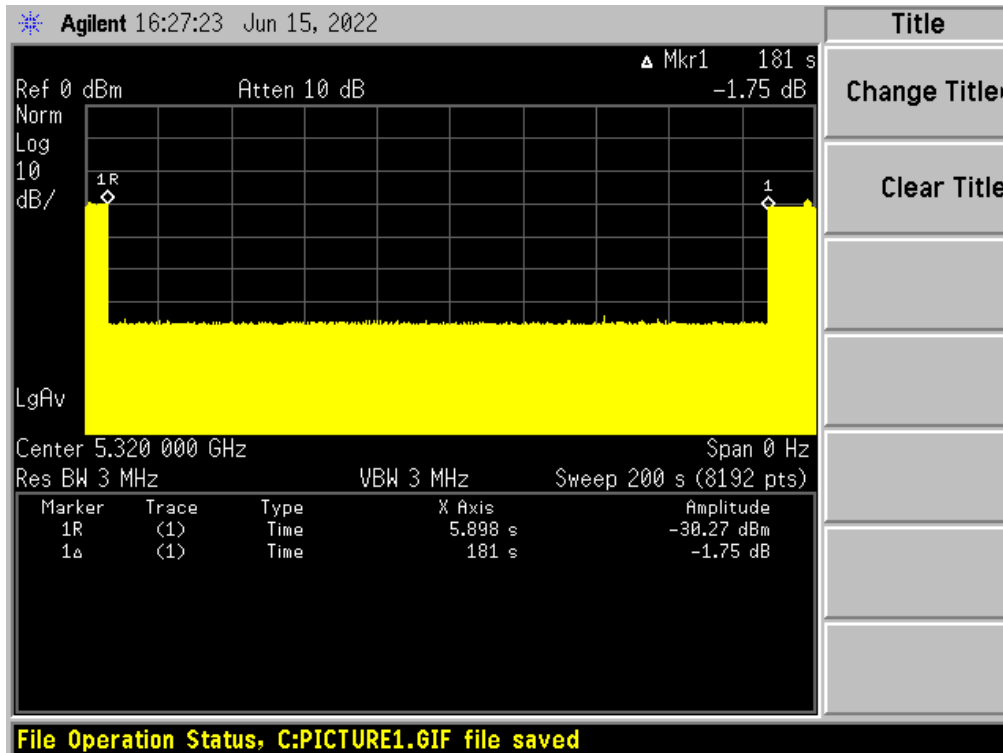 Agilent 16:27:23 Jun 15, 2022
Title
Δ Mkr1 181 s
Ref 0 dBm Atten 10 dB -1.75 dB
Change Title
Norm
Log
10
dB/
1R
1
Clear Title
LgAv
Center 5.320 000 GHz Span 0 Hz
Res BW 3 MHz VBW 3 MHz Sweep 200 s (8192 pts)
Marker Trace Type X Axis Amplitude
1R (1) Time 5.898 s -30.27 dBm
1Δ (1) Time 181 s -1.75 dB
File Operation Status, C:PICTURE1.GIF file saved